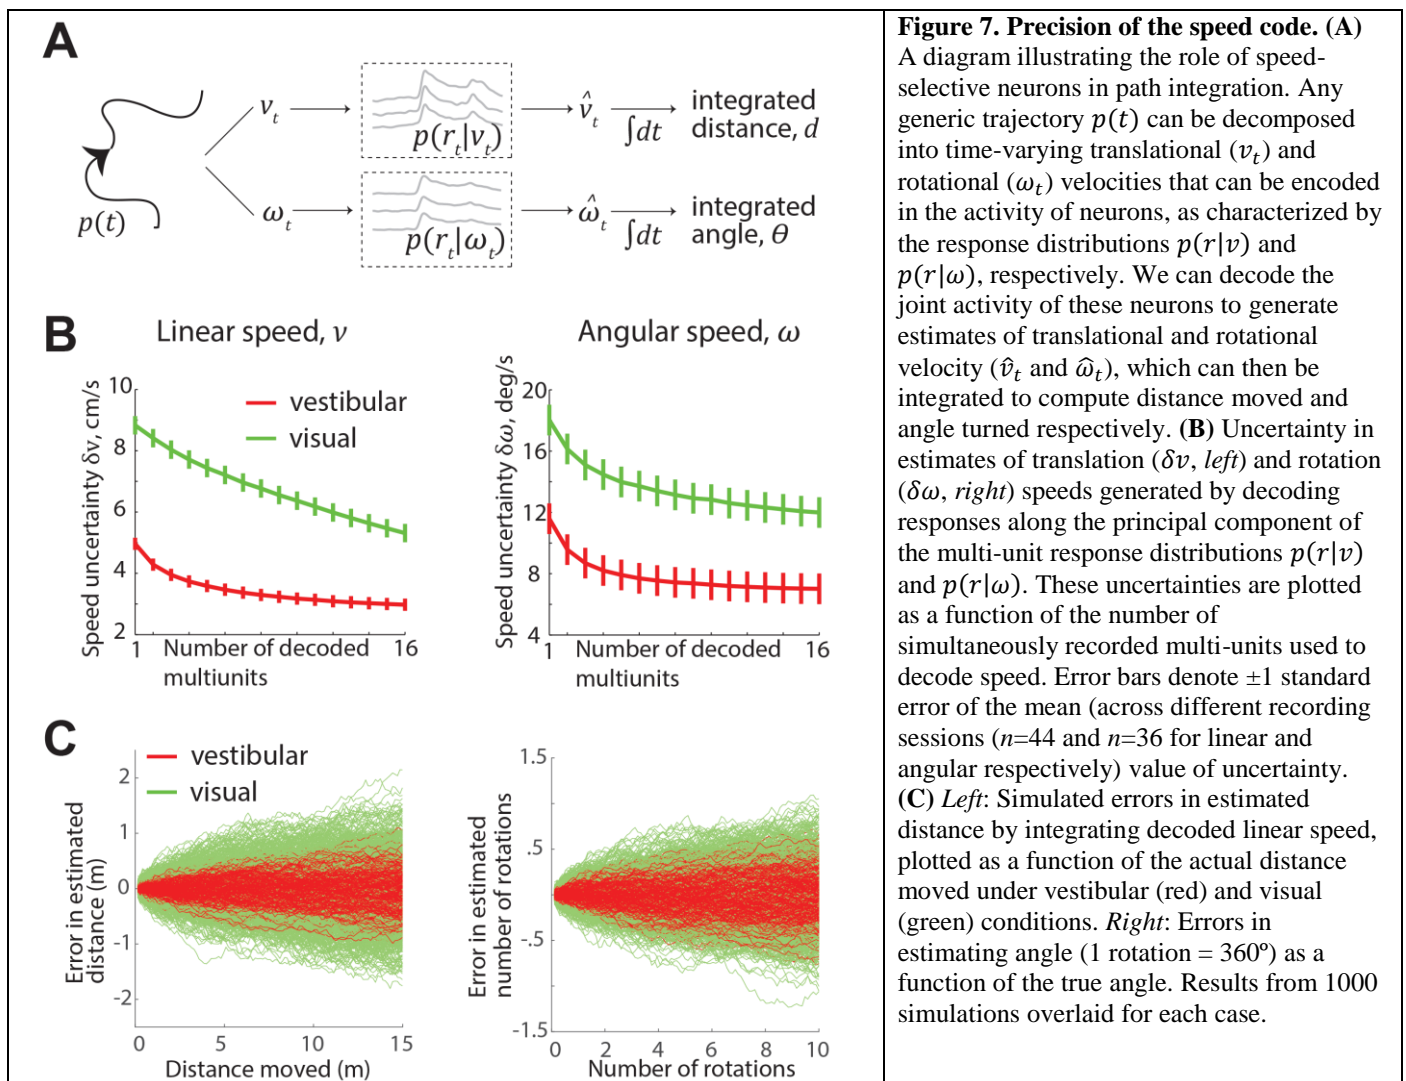 A
p(t)
v_t
p(r_t|v_t)
v̂_t
∫dt
integrated
distance, d
ω_t
p(r_t|ω_t)
ω̂_t
∫dt
integrated
angle, θ
B
Linear speed, v
Speed uncertainty δv, cm/s
10
8
6
4
2
vestibular
visual
1
16
Number of decoded
multiunits
Angular speed, ω
Speed uncertainty δω, deg/s
20
16
12
8
4
1
16
Number of decoded
multiunits
C
Error in estimated
distance (m)
2
1
0
-1
-2
vestibular
visual
0
5
10
15
Distance moved (m)
Error in estimated
number of rotations
1.5
.5
-.5
-1.5
0
2
4
6
8
10
Number of rotations
Figure 7. Precision of the speed code. (A)
A diagram illustrating the role of speed-
selective neurons in path integration. Any
generic trajectory p(t) can be decomposed
into time-varying translational (v_t) and
rotational (ω_t) velocities that can be encoded
in the activity of neurons, as characterized by
the response distributions p(r|v) and
p(r|ω), respectively. We can decode the
joint activity of these neurons to generate
estimates of translational and rotational
velocity (v̂_t and ω̂_t), which can then be
integrated to compute distance moved and
angle turned respectively. (B) Uncertainty in
estimates of translation (δv, left) and rotation
(δω, right) speeds generated by decoding
responses along the principal component of
the multi-unit response distributions p(r|v)
and p(r|ω). These uncertainties are plotted
as a function of the number of
simultaneously recorded multi-units used to
decode speed. Error bars denote ±1 standard
error of the mean (across different recording
sessions (n=44 and n=36 for linear and
angular respectively) value of uncertainty.
(C) Left: Simulated errors in estimated
distance by integrating decoded linear speed,
plotted as a function of the actual distance
moved under vestibular (red) and visual
(green) conditions. Right: Errors in
estimating angle (1 rotation = 360º) as a
function of the true angle. Results from 1000
simulations overlaid for each case.